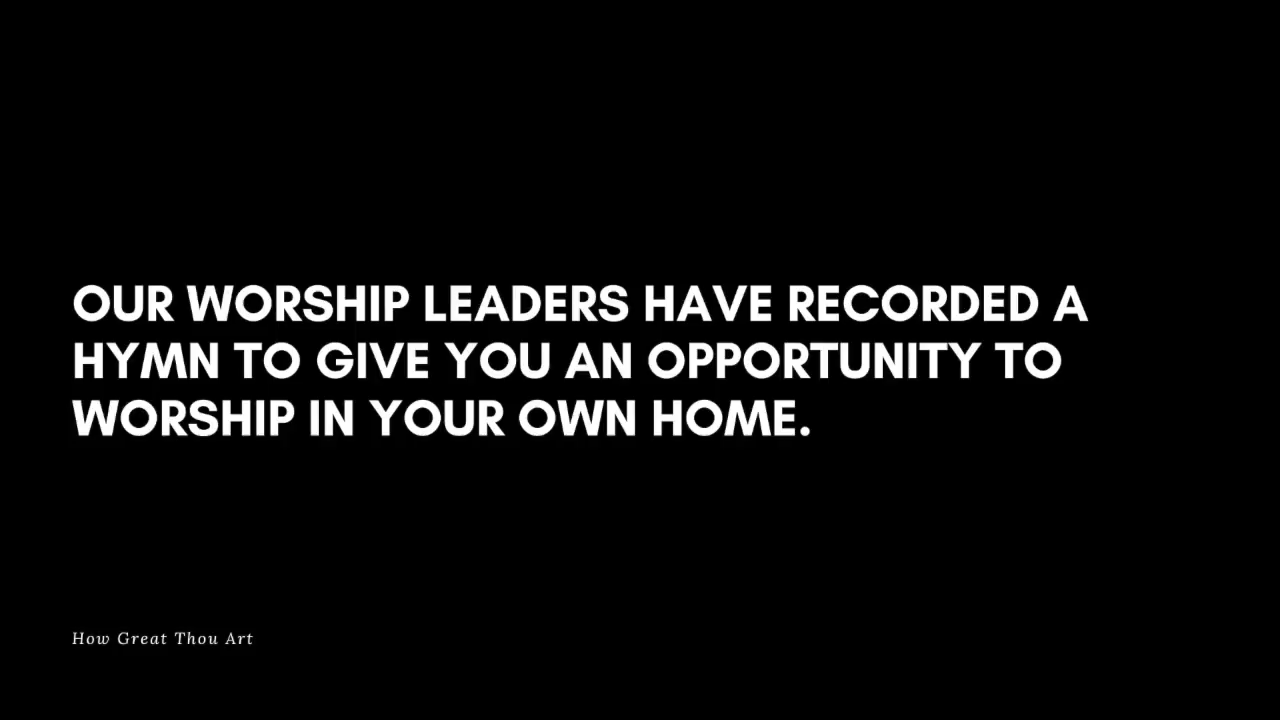 OUR WORSHIP LEADERS HAVE RECORDED A
HYMN TO GIVE YOU AN OPPORTUNITY TO
WORSHIP IN YOUR OWN HOME.
How Great Thou Art